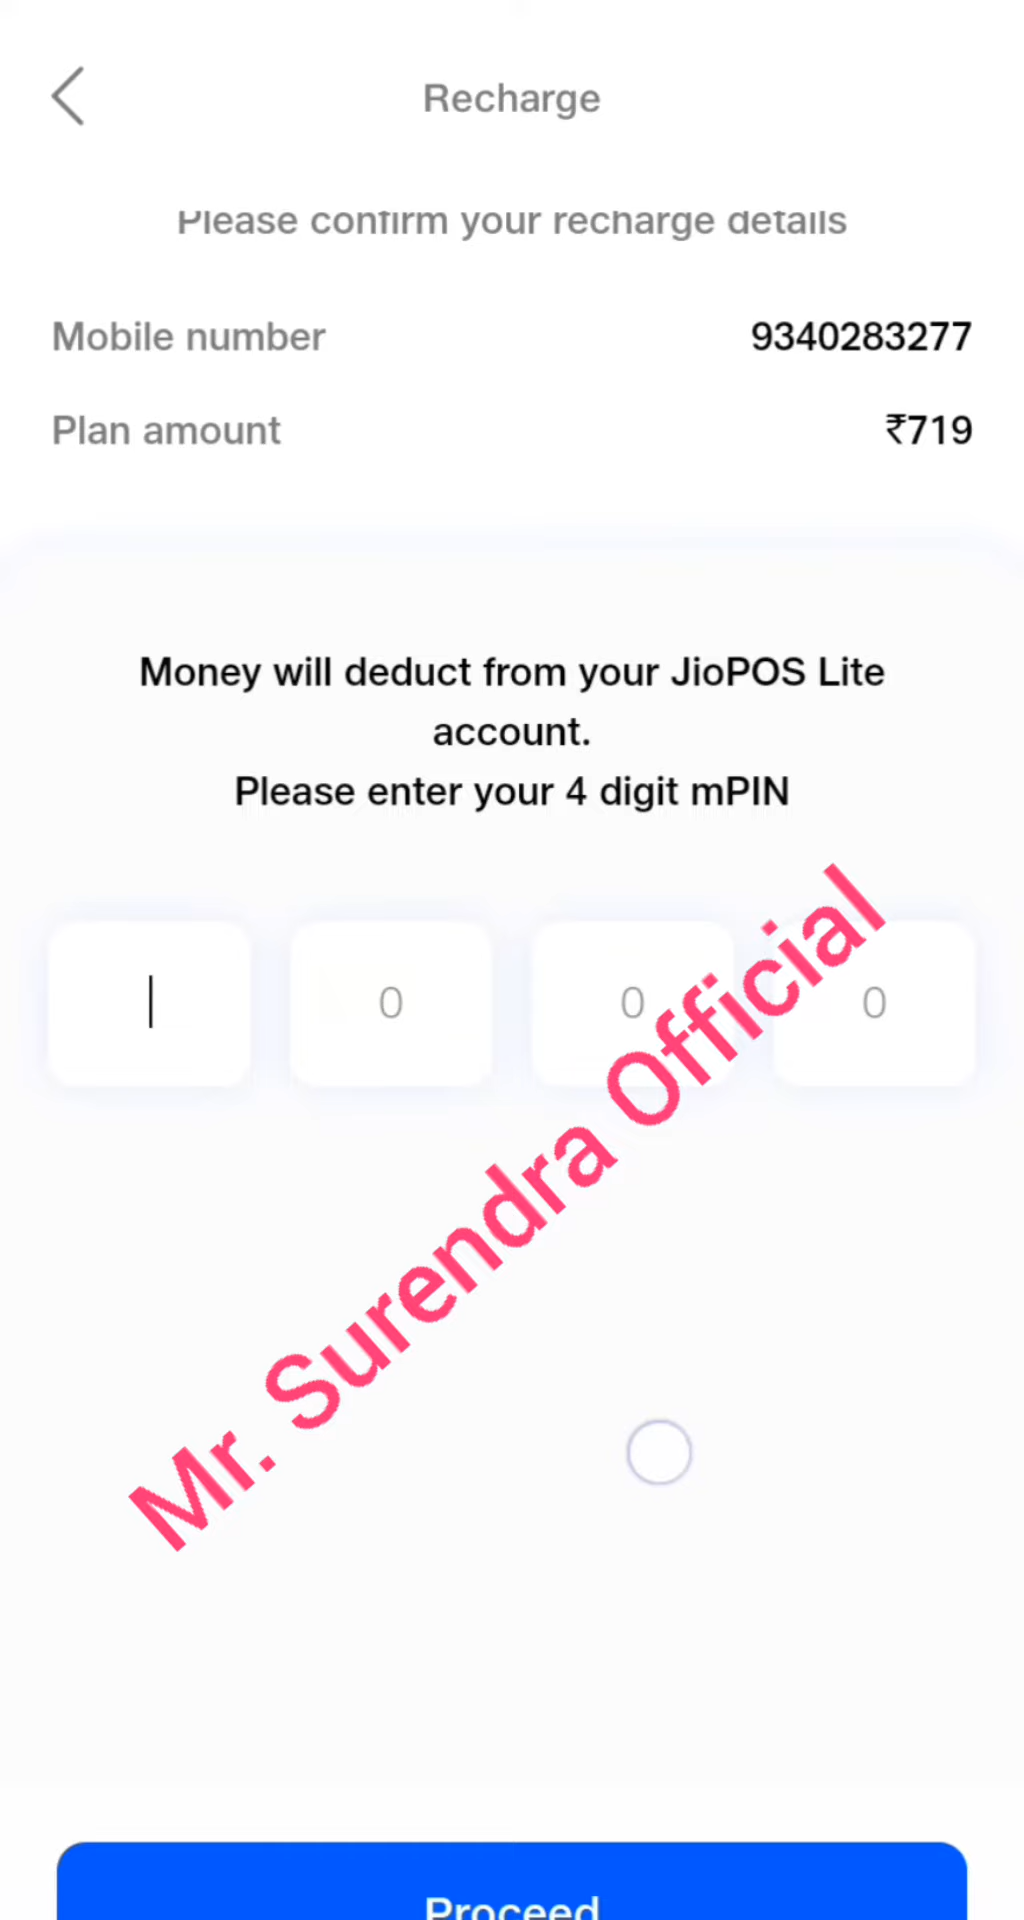 Recharge
Please confirm your recharge details
Mobile number 9340283277
Plan amount ₹719
Money will deduct from your JioPOS Lite
account.
Please enter your 4 digit mPIN
0 0 0
Mr. Surendra Official
Proceed